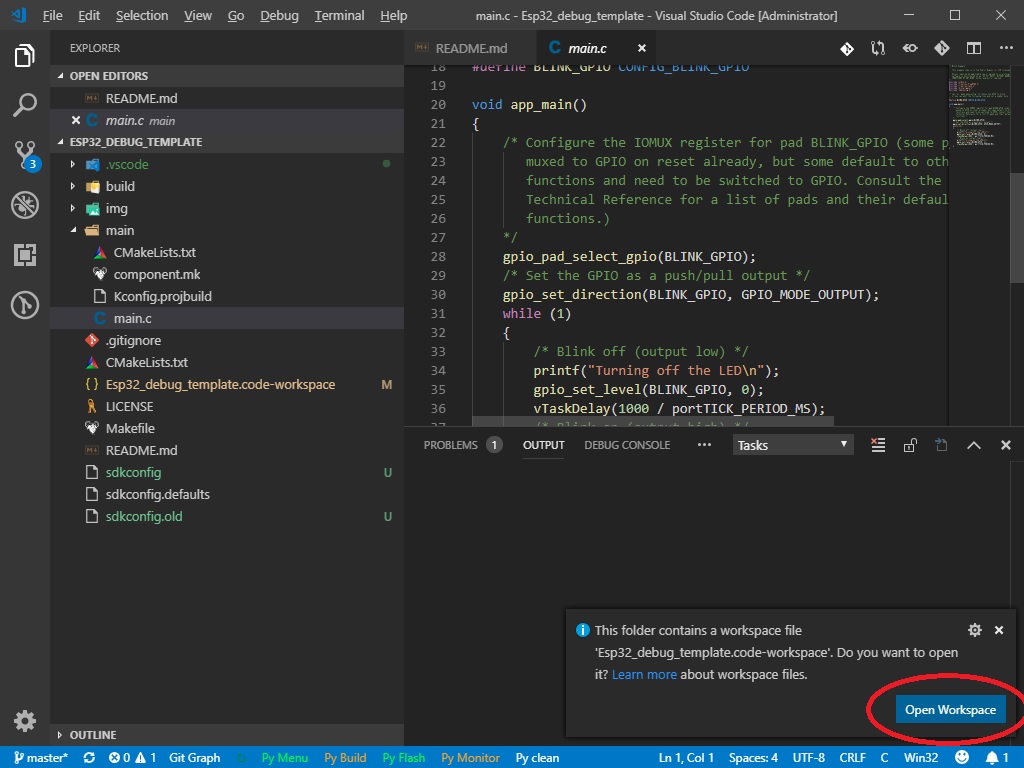 File Edit Selection View Go Debug Terminal Help main.c - Esp32_debug_template - Visual Studio Code [Administrator]
EXPLORER
README.md
main.c
OPEN EDITORS
README.md
main.c main
ESP32_DEBUG_TEMPLATE
.vscode
build
img
main
CMakeLists.txt
component.mk
Kconfig.projbuild
main.c
.gitignore
CMakeLists.txt
Esp32_debug_template.code-workspace M
LICENSE
Makefile
README.md
sdkconfig U
sdkconfig.defaults
sdkconfig.old U
OUTLINE
3
18 #define BLINK_GPIO CONFIG_BLINK_GPIO
19
20 void app_main()
21 {
22 /* Configure the IOMUX register for pad BLINK_GPIO (some p
23 muxed to GPIO on reset already, but some default to oth
24 functions and need to be switched to GPIO. Consult the
25 Technical Reference for a list of pads and their defaul
26 functions.)
27 */
28 gpio_pad_select_gpio(BLINK_GPIO);
29 /* Set the GPIO as a push/pull output */
30 gpio_set_direction(BLINK_GPIO, GPIO_MODE_OUTPUT);
31 while (1)
32 {
33 /* Blink off (output low) */
34 printf("Turning off the LED\n");
35 gpio_set_level(BLINK_GPIO, 0);
36 vTaskDelay(1000 / portTICK_PERIOD_MS);
37 /* Blink on (output high) */
PROBLEMS 1 OUTPUT DEBUG CONSOLE ... Tasks
This folder contains a workspace file
'Esp32_debug_template.code-workspace'. Do you want to open
it? Learn more about workspace files.
Open Workspace
master* 0 1 Git Graph Py Menu Py Build Py Flash Py Monitor Py clean Ln 1, Col 1 Spaces: 4 UTF-8 CRLF C Win32 1